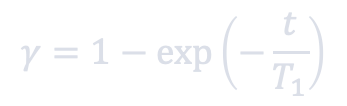 γ = 1 − exp(−t/T₁)